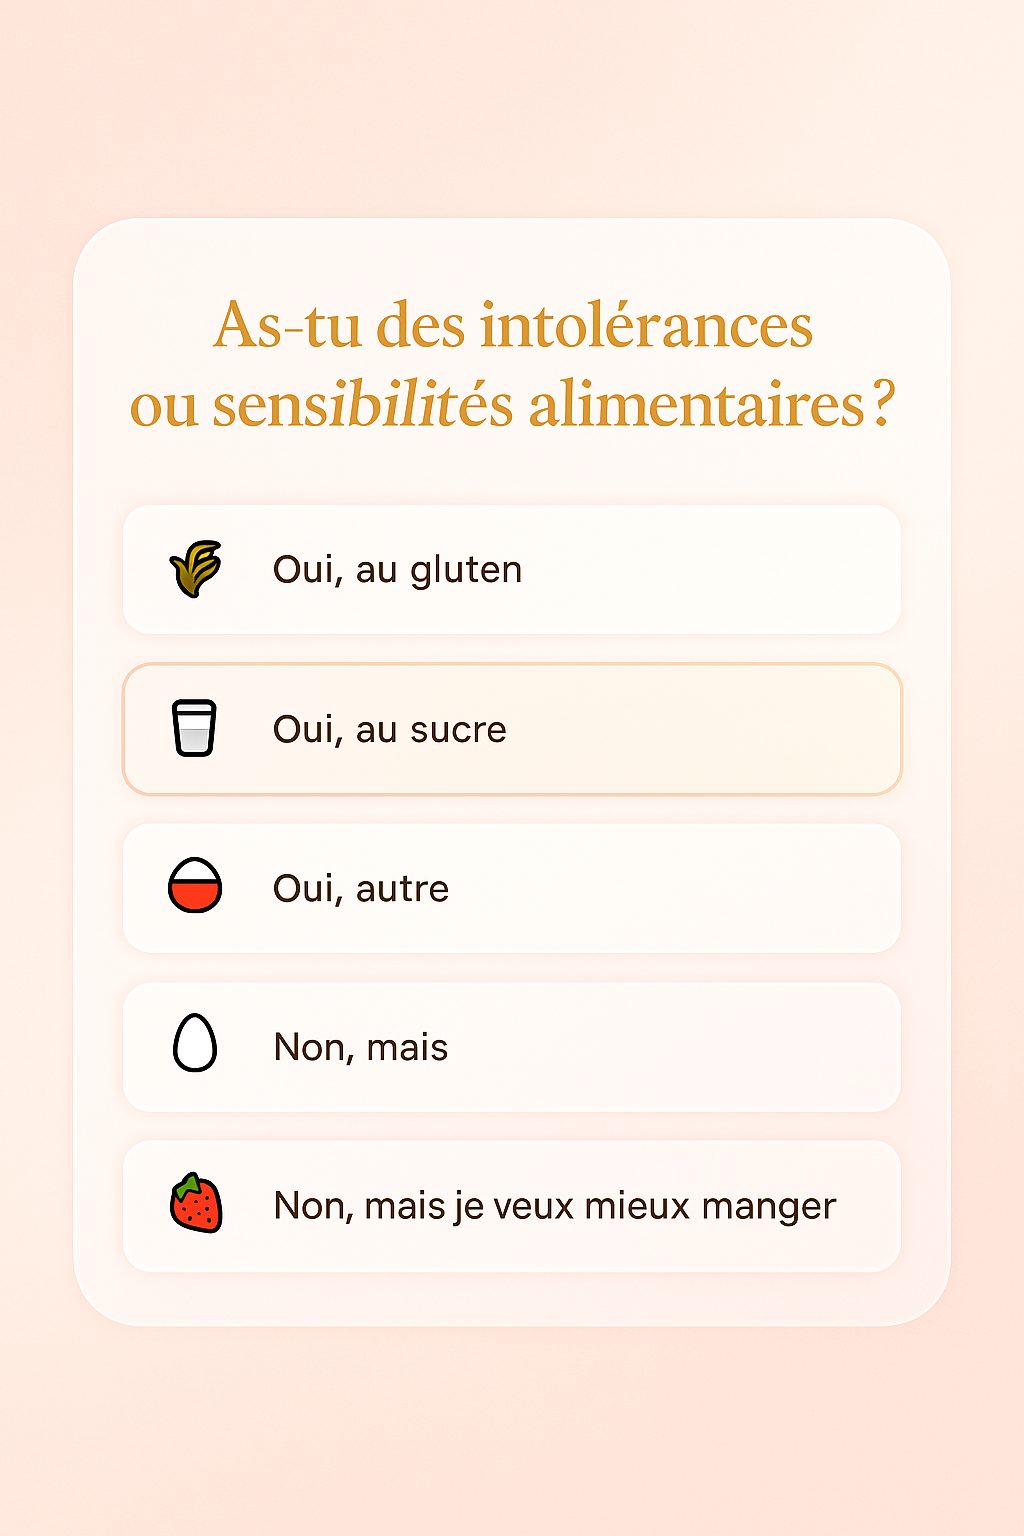 As-tu des intolérances
ou sensibilités alimentaires ?
Oui, au gluten
Oui, au sucre
Oui, autre
Non, mais
Non, mais je veux mieux manger